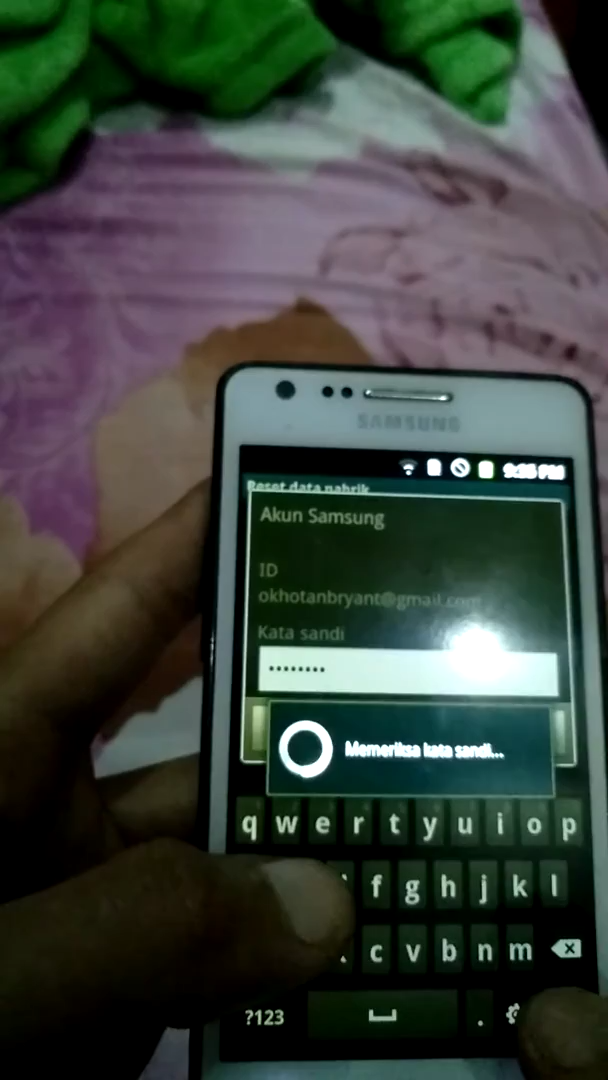 SAMSUNG
9:35 PM
Reset data pabrik
Akun Samsung
ID
okhotanbryant@gmail.com
Kata sandi
••••••••
Memeriksa kata sandi...
q w e r t y u i o p
f g h j k l
c v b n m
?123 .